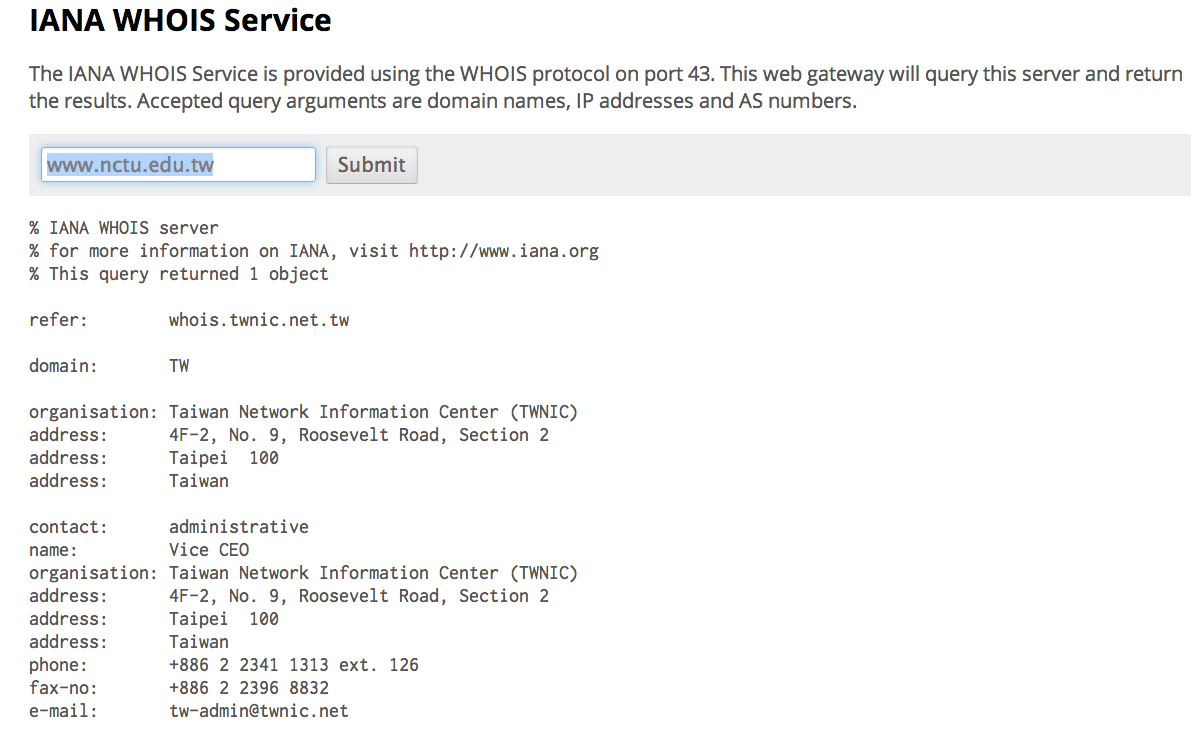 IANA WHOIS Service
The IANA WHOIS Service is provided using the WHOIS protocol on port 43. This web gateway will query this server and return
the results. Accepted query arguments are domain names, IP addresses and AS numbers.
www.nctu.edu.tw Submit
% IANA WHOIS server
% for more information on IANA, visit http://www.iana.org
% This query returned 1 object
refer:        whois.twnic.net.tw
domain:       TW
organisation: Taiwan Network Information Center (TWNIC)
address:      4F-2, No. 9, Roosevelt Road, Section 2
address:      Taipei  100
address:      Taiwan
contact:      administrative
name:         Vice CEO
organisation: Taiwan Network Information Center (TWNIC)
address:      4F-2, No. 9, Roosevelt Road, Section 2
address:      Taipei  100
address:      Taiwan
phone:        +886 2 2341 1313 ext. 126
fax-no:       +886 2 2396 8832
e-mail:       tw-admin@twnic.net